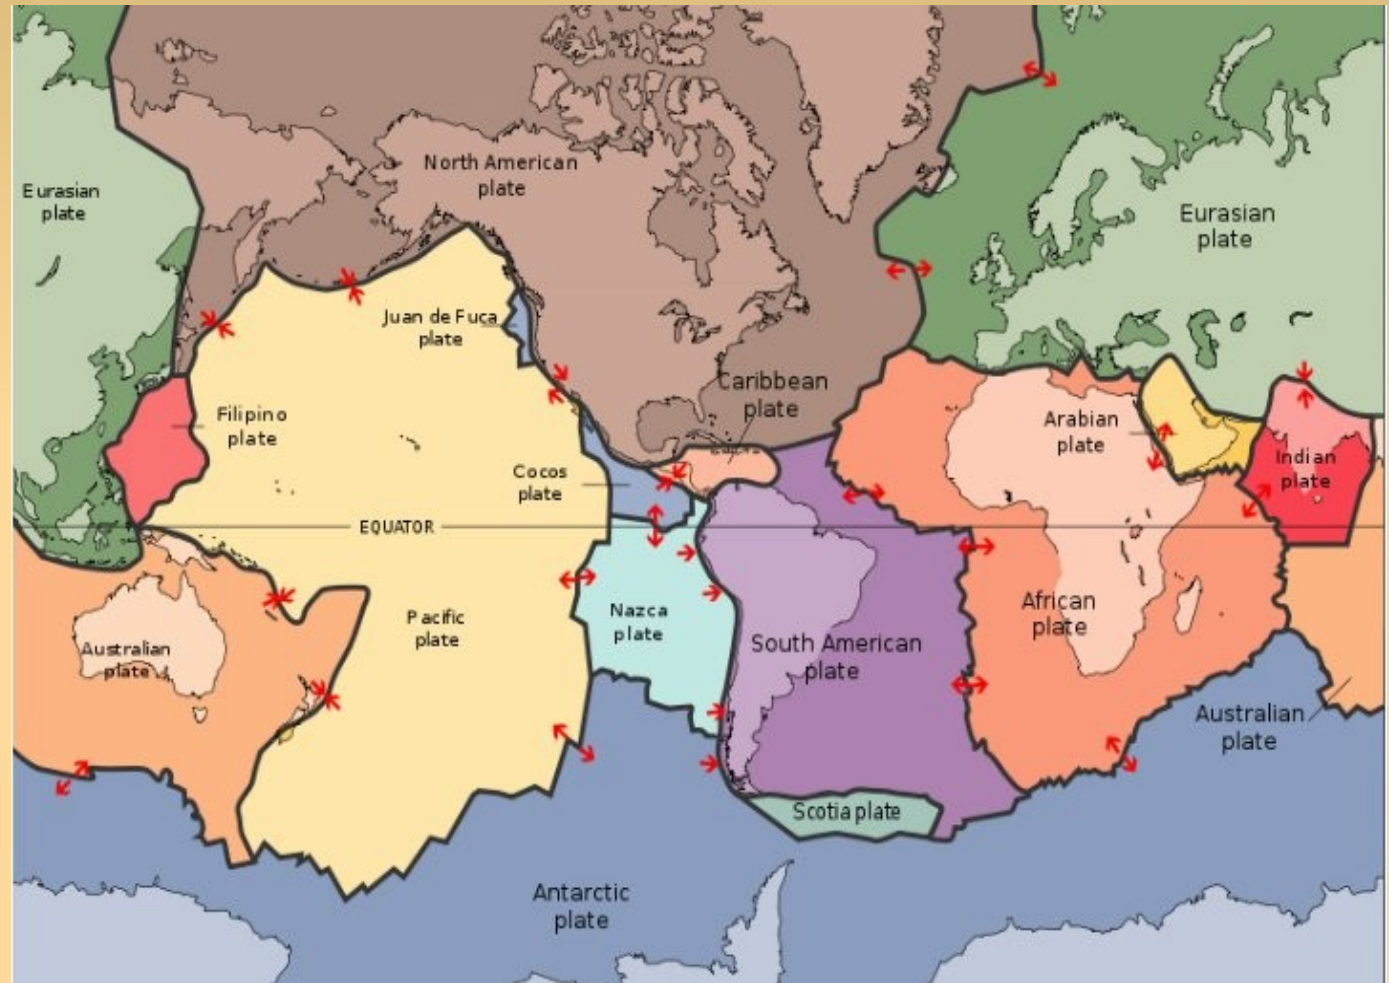 North American
plate
Eurasian
plate
Eurasian
plate
Juan de Fuca
plate
Caribbean
plate
Filipino
plate
Arabian
plate
Cocos
plate
Indian
plate
EQUATOR
Nazca
plate
Pacific
plate
African
plate
Australian
plate
South American
plate
Australian
plate
Scotia plate
Antarctic
plate